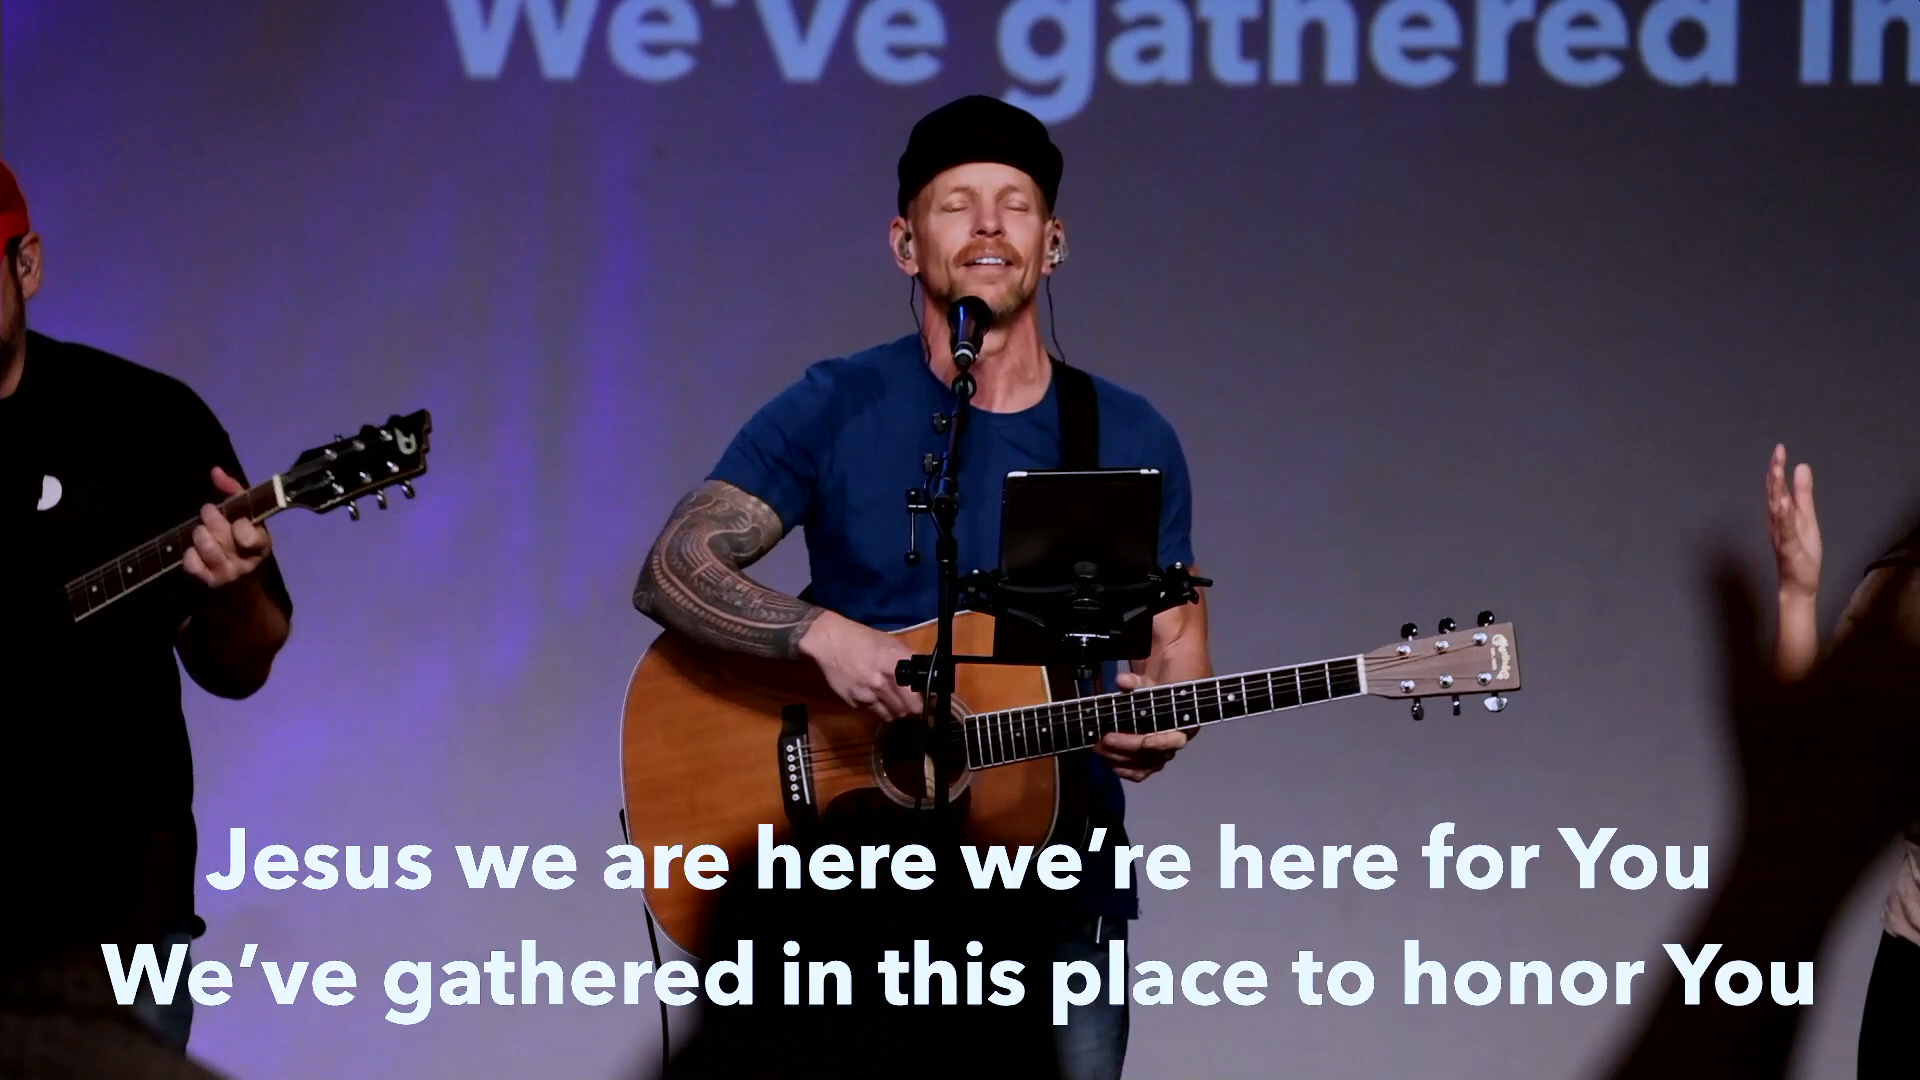 We've gathered in
Jesus we are here we’re here for You
We’ve gathered in this place to honor You